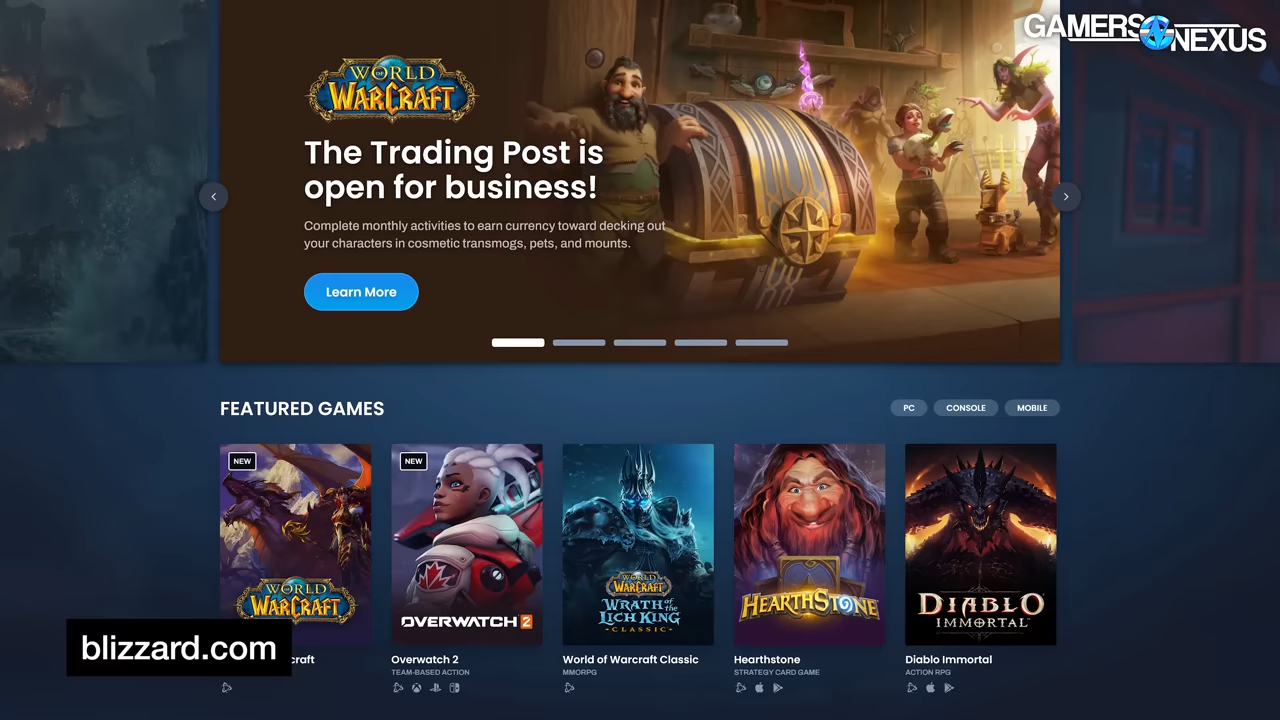 GAMERS NEXUS
WORLD
OF
WARCRAFT
The Trading Post is
open for business!
Complete monthly activities to earn currency toward decking out
your characters in cosmetic transmogs, pets, and mounts.
Learn More
FEATURED GAMES
PC
CONSOLE
MOBILE
NEW
WORLD
OF
WARCRAFT
craft
NEW
OVERWATCH 2
Overwatch 2
TEAM-BASED ACTION
WORLD
OF
WARCRAFT
WRATH of the
LICH KING
-CLASSIC-
World of Warcraft Classic
MMORPG
HEARTHSTONE
Hearthstone
STRATEGY CARD GAME
DIABLO
IMMORTAL
Diablo Immortal
ACTION RPG
blizzard.com